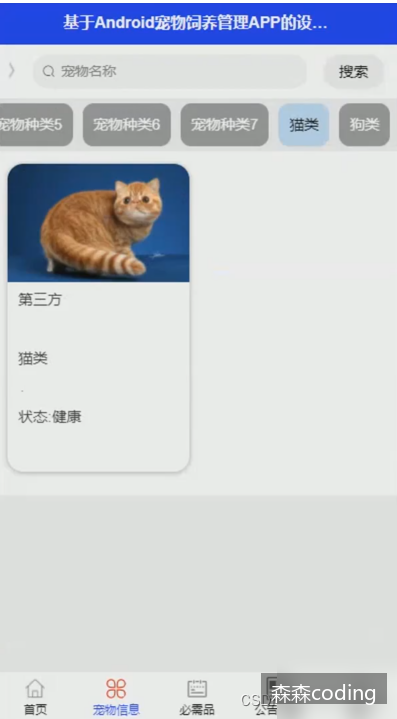 基于Android宠物饲养管理APP的设...
宠物名称
搜索
宠物种类5 宠物种类6 宠物种类7 猫类 狗类
第三方
猫类
状态:健康
首页 宠物信息 必需品 公告
CSD
森森coding